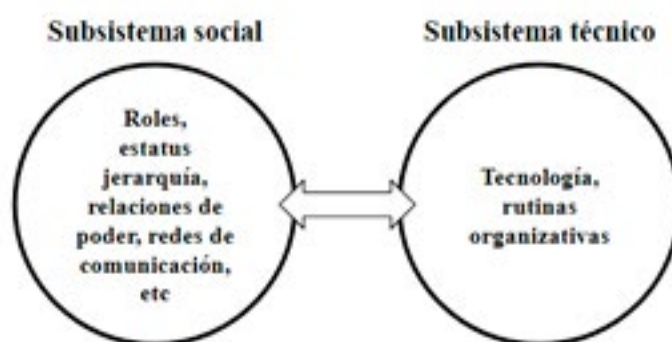 Subsistema social
Roles,
estatus
jerarquía,
relaciones de
poder, redes de
comunicación,
etc
Subsistema técnico
Tecnología,
rutinas
organizativas